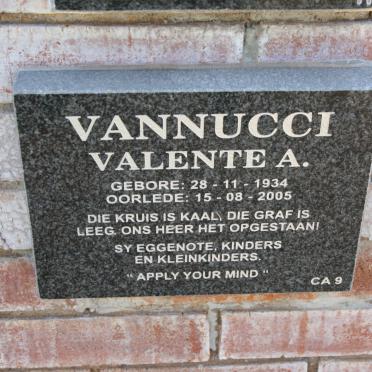 VANNUCCI
VALENTE A.
GEBORE: 28 - 11 - 1934
OORLEDE: 15 - 08 - 2005
DIE KRUIS IS KAAL, DIE GRAF IS
LEEG, ONS HEER HET OPGESTAAN!
SY EGGENOTE, KINDERS
EN KLEINKINDERS.
" APPLY YOUR MIND "
CA 9